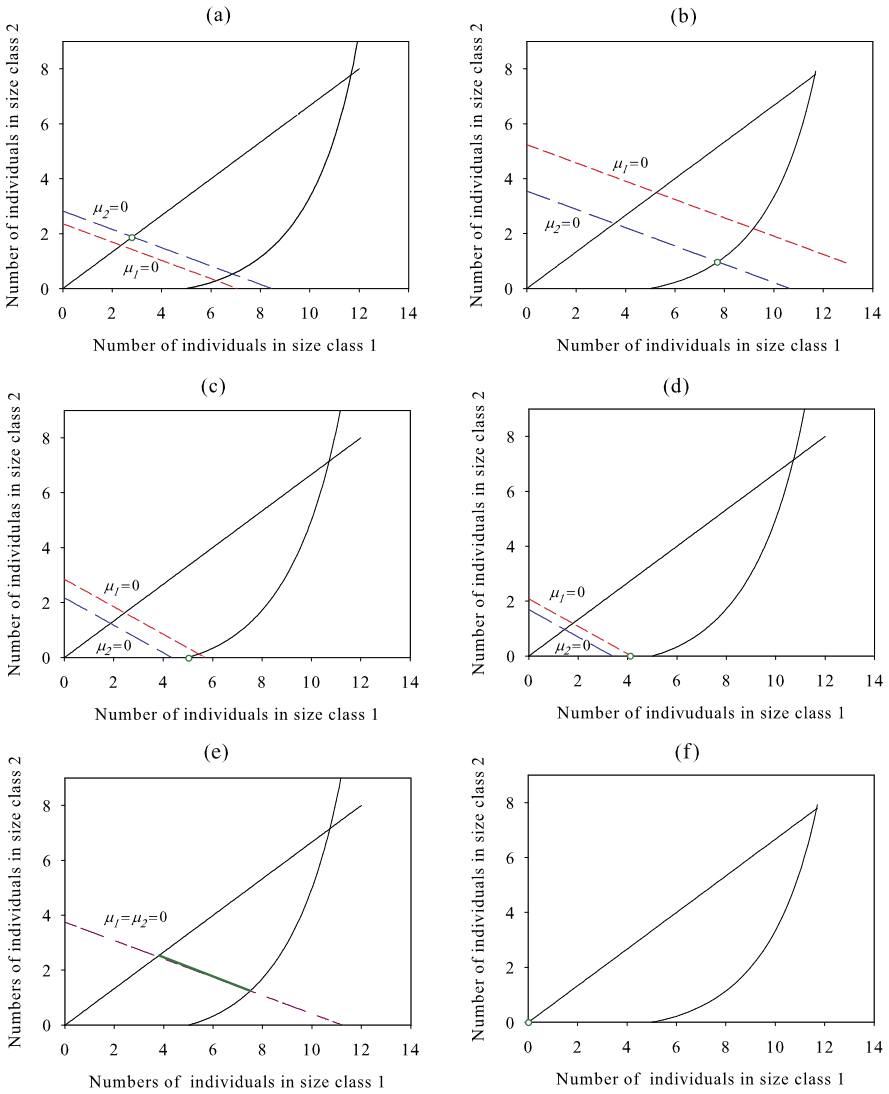 (a)
Number of individuals in size class 2
8
6
4
2
0
μ2=0
μ1=0
0 2 4 6 8 10 12 14
Number of individuals in size class 1
(b)
Number of individuals in size class 2
8
6
4
2
0
μ1=0
μ2=0
0 2 4 6 8 10 12 14
Number of individuals in size class 1
(c)
Number of individulas in size class 2
8
6
4
2
0
μ1=0
μ2=0
0 2 4 6 8 10 12 14
Number of individuals in size class 1
(d)
Number of individuals in size class 2
8
6
4
2
0
μ1=0
μ2=0
0 2 4 6 8 10 12 14
Number of indivuduals in size class 1
(e)
Numbers of individuals in size class 2
8
6
4
2
0
μ1=μ2=0
0 2 4 6 8 10 12 14
Numbers of individuals in size class 1
(f)
Number of individuals in size class 2
8
6
4
2
0
0 2 4 6 8 10 12 14
Number of individuals in size class 1